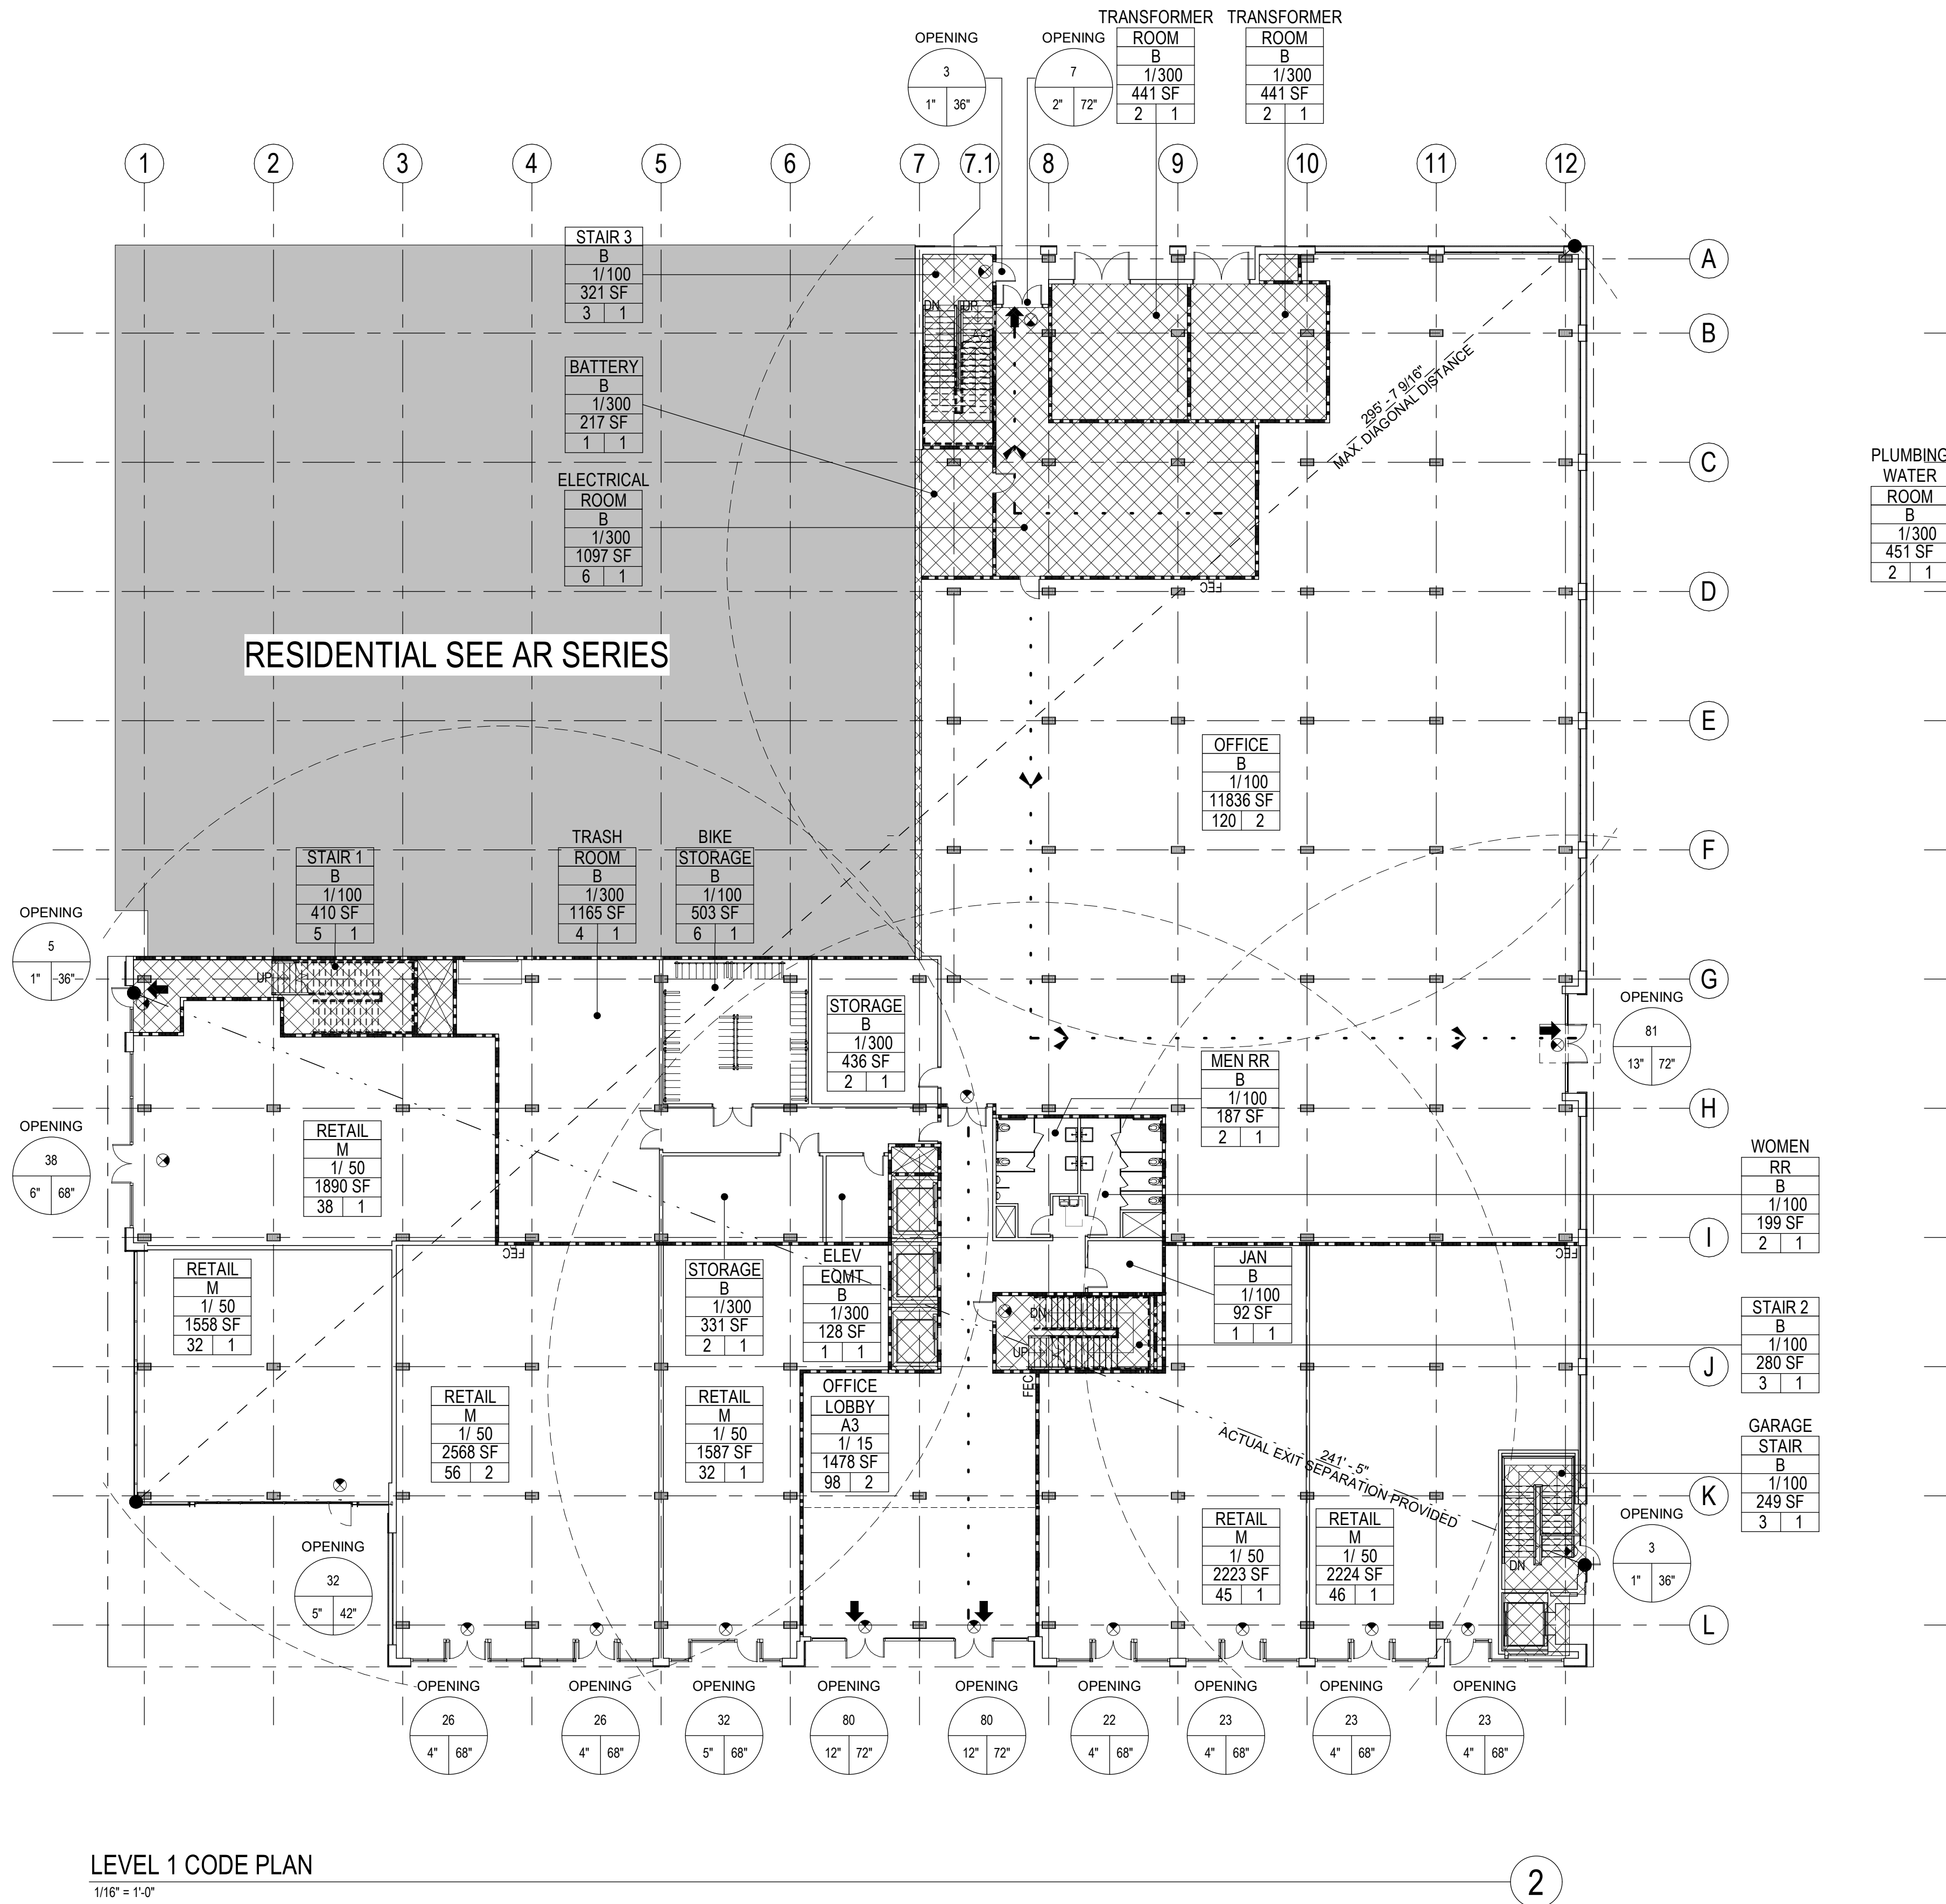 TRANSFORMER
ROOM
B
1/300
441 SF
2 1
TRANSFORMER
ROOM
B
1/300
441 SF
2 1
OPENING
3
1" 36"
OPENING
7
2" 72"
1 2 3 4 5 6 7 7.1 8 9 10 11 12
A
B
C
D
E
F
G
H
I
J
K
L
STAIR 3
B
1/100
321 SF
3 1
DN UP
BATTERY
B
1/300
217 SF
1 1
ELECTRICAL
ROOM
B
1/300
1097 SF
6 1
295' - 7 9/16"
MAX. DIAGONAL DISTANCE
PLUMBING
WATER
ROOM
B
1/300
451 SF
2 1
FEC
RESIDENTIAL SEE AR SERIES
OFFICE
B
1/100
11836 SF
120 2
STAIR 1
B
1/100
410 SF
5 1
UP
TRASH
ROOM
B
1/300
1165 SF
4 1
BIKE
STORAGE
B
1/100
503 SF
6 1
OPENING
5
1" 36"
STORAGE
B
1/300
436 SF
2 1
OPENING
81
13" 72"
MEN RR
B
1/100
187 SF
2 1
OPENING
38
6" 68"
RETAIL
M
1/ 50
1890 SF
38 1
WOMEN
RR
B
1/100
199 SF
2 1
FEC
FEC
RETAIL
M
1/ 50
1558 SF
32 1
STORAGE
B
1/300
331 SF
2 1
ELEV
EQMT
B
1/300
128 SF
1 1
JAN
B
1/100
92 SF
1 1
DN
UP
STAIR 2
B
1/100
280 SF
3 1
FEC
RETAIL
M
1/ 50
2568 SF
56 2
RETAIL
M
1/ 50
1587 SF
32 1
OFFICE
LOBBY
A3
1/ 15
1478 SF
98 2
241' - 5"
ACTUAL EXIT SEPARATION PROVIDED
GARAGE
STAIR
B
1/100
249 SF
3 1
RETAIL
M
1/ 50
2223 SF
45 1
RETAIL
M
1/ 50
2224 SF
46 1
DN
OPENING
3
1" 36"
OPENING
32
5" 42"
OPENING
26
4" 68"
OPENING
26
4" 68"
OPENING
32
5" 68"
OPENING
80
12" 72"
OPENING
80
12" 72"
OPENING
22
4" 68"
OPENING
23
4" 68"
OPENING
23
4" 68"
OPENING
23
4" 68"
LEVEL 1 CODE PLAN
1/16" = 1'-0"
2